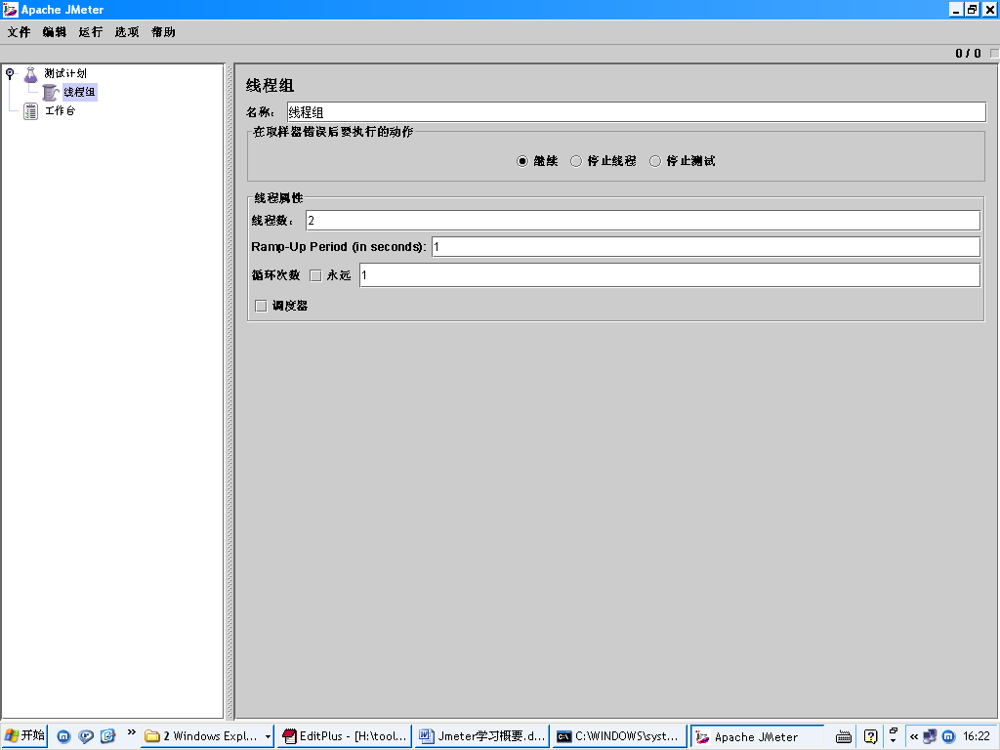 Apache JMeter
文件 编辑 运行 选项 帮助
0 / 0
测试计划
线程组
工作台
线程组
名称： 线程组
在取样器错误后要执行的动作
继续 停止线程 停止测试
线程属性
线程数： 2
Ramp-Up Period (in seconds): 1
循环次数 永远 1
调度器
开始 » 2 Windows Expl... EditPlus - [H:\tool... Jmeter学习概要.d... C:\WINDOWS\syst... Apache JMeter « 16:22